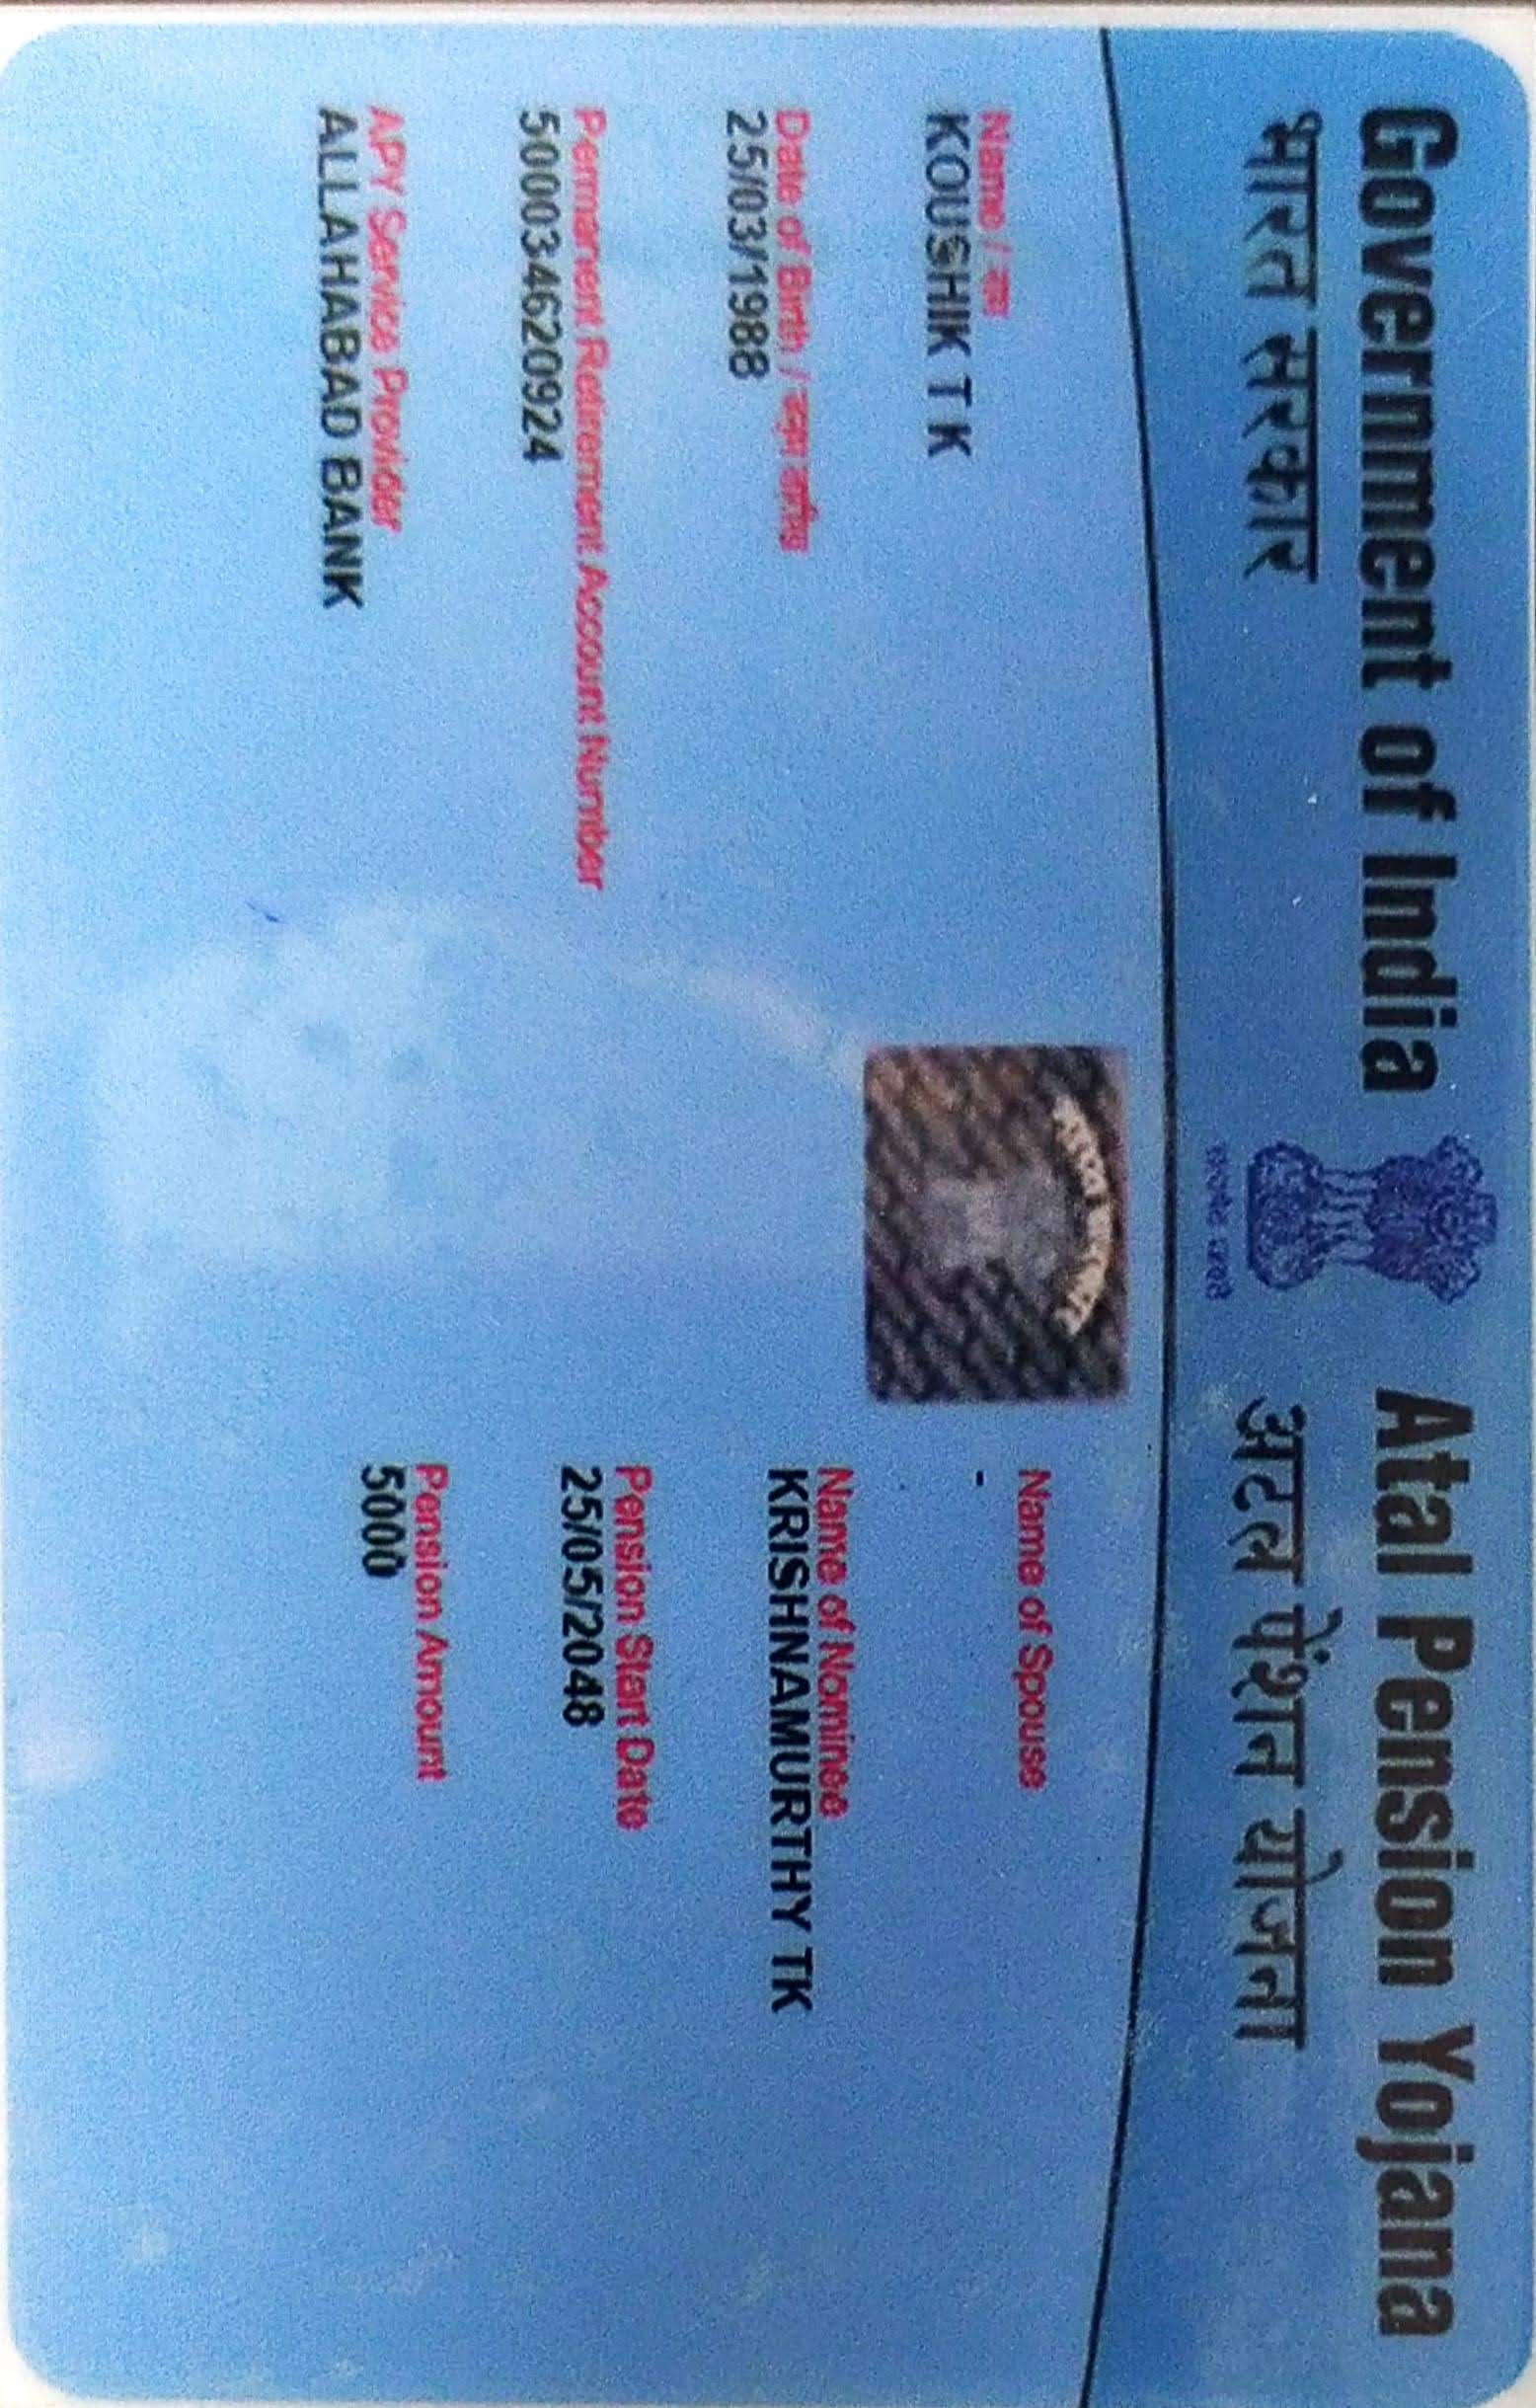 Government of India
भारत सरकार
सत्यमेव जयते
Atal Pension Yojana
अटल पेंशन योजना
Name / नाम
KOUSHIK T K
Date of Birth / जन्म तारीख
25/03/1988
Permanent Retirement Account Number
500034620924
APY Service Provider
ALLAHABAD BANK
Name of Spouse
-
Name of Nominee
KRISHNAMURTHY TK
Pension Start Date
25/05/2048
Pension Amount
5000